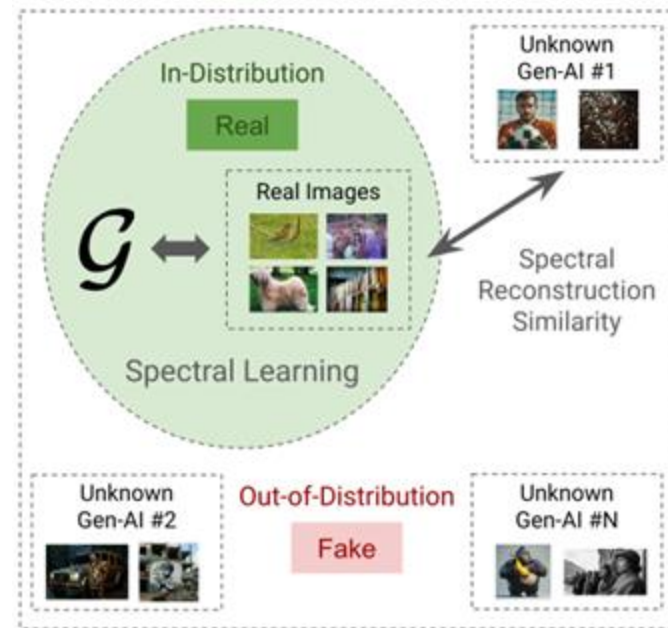 In-Distribution
Real
Unknown
Gen-AI #1
Real Images
𝒢
Spectral
Reconstruction
Similarity
Spectral Learning
Unknown
Gen-AI #2
Out-of-Distribution
Fake
Unknown
Gen-AI #N